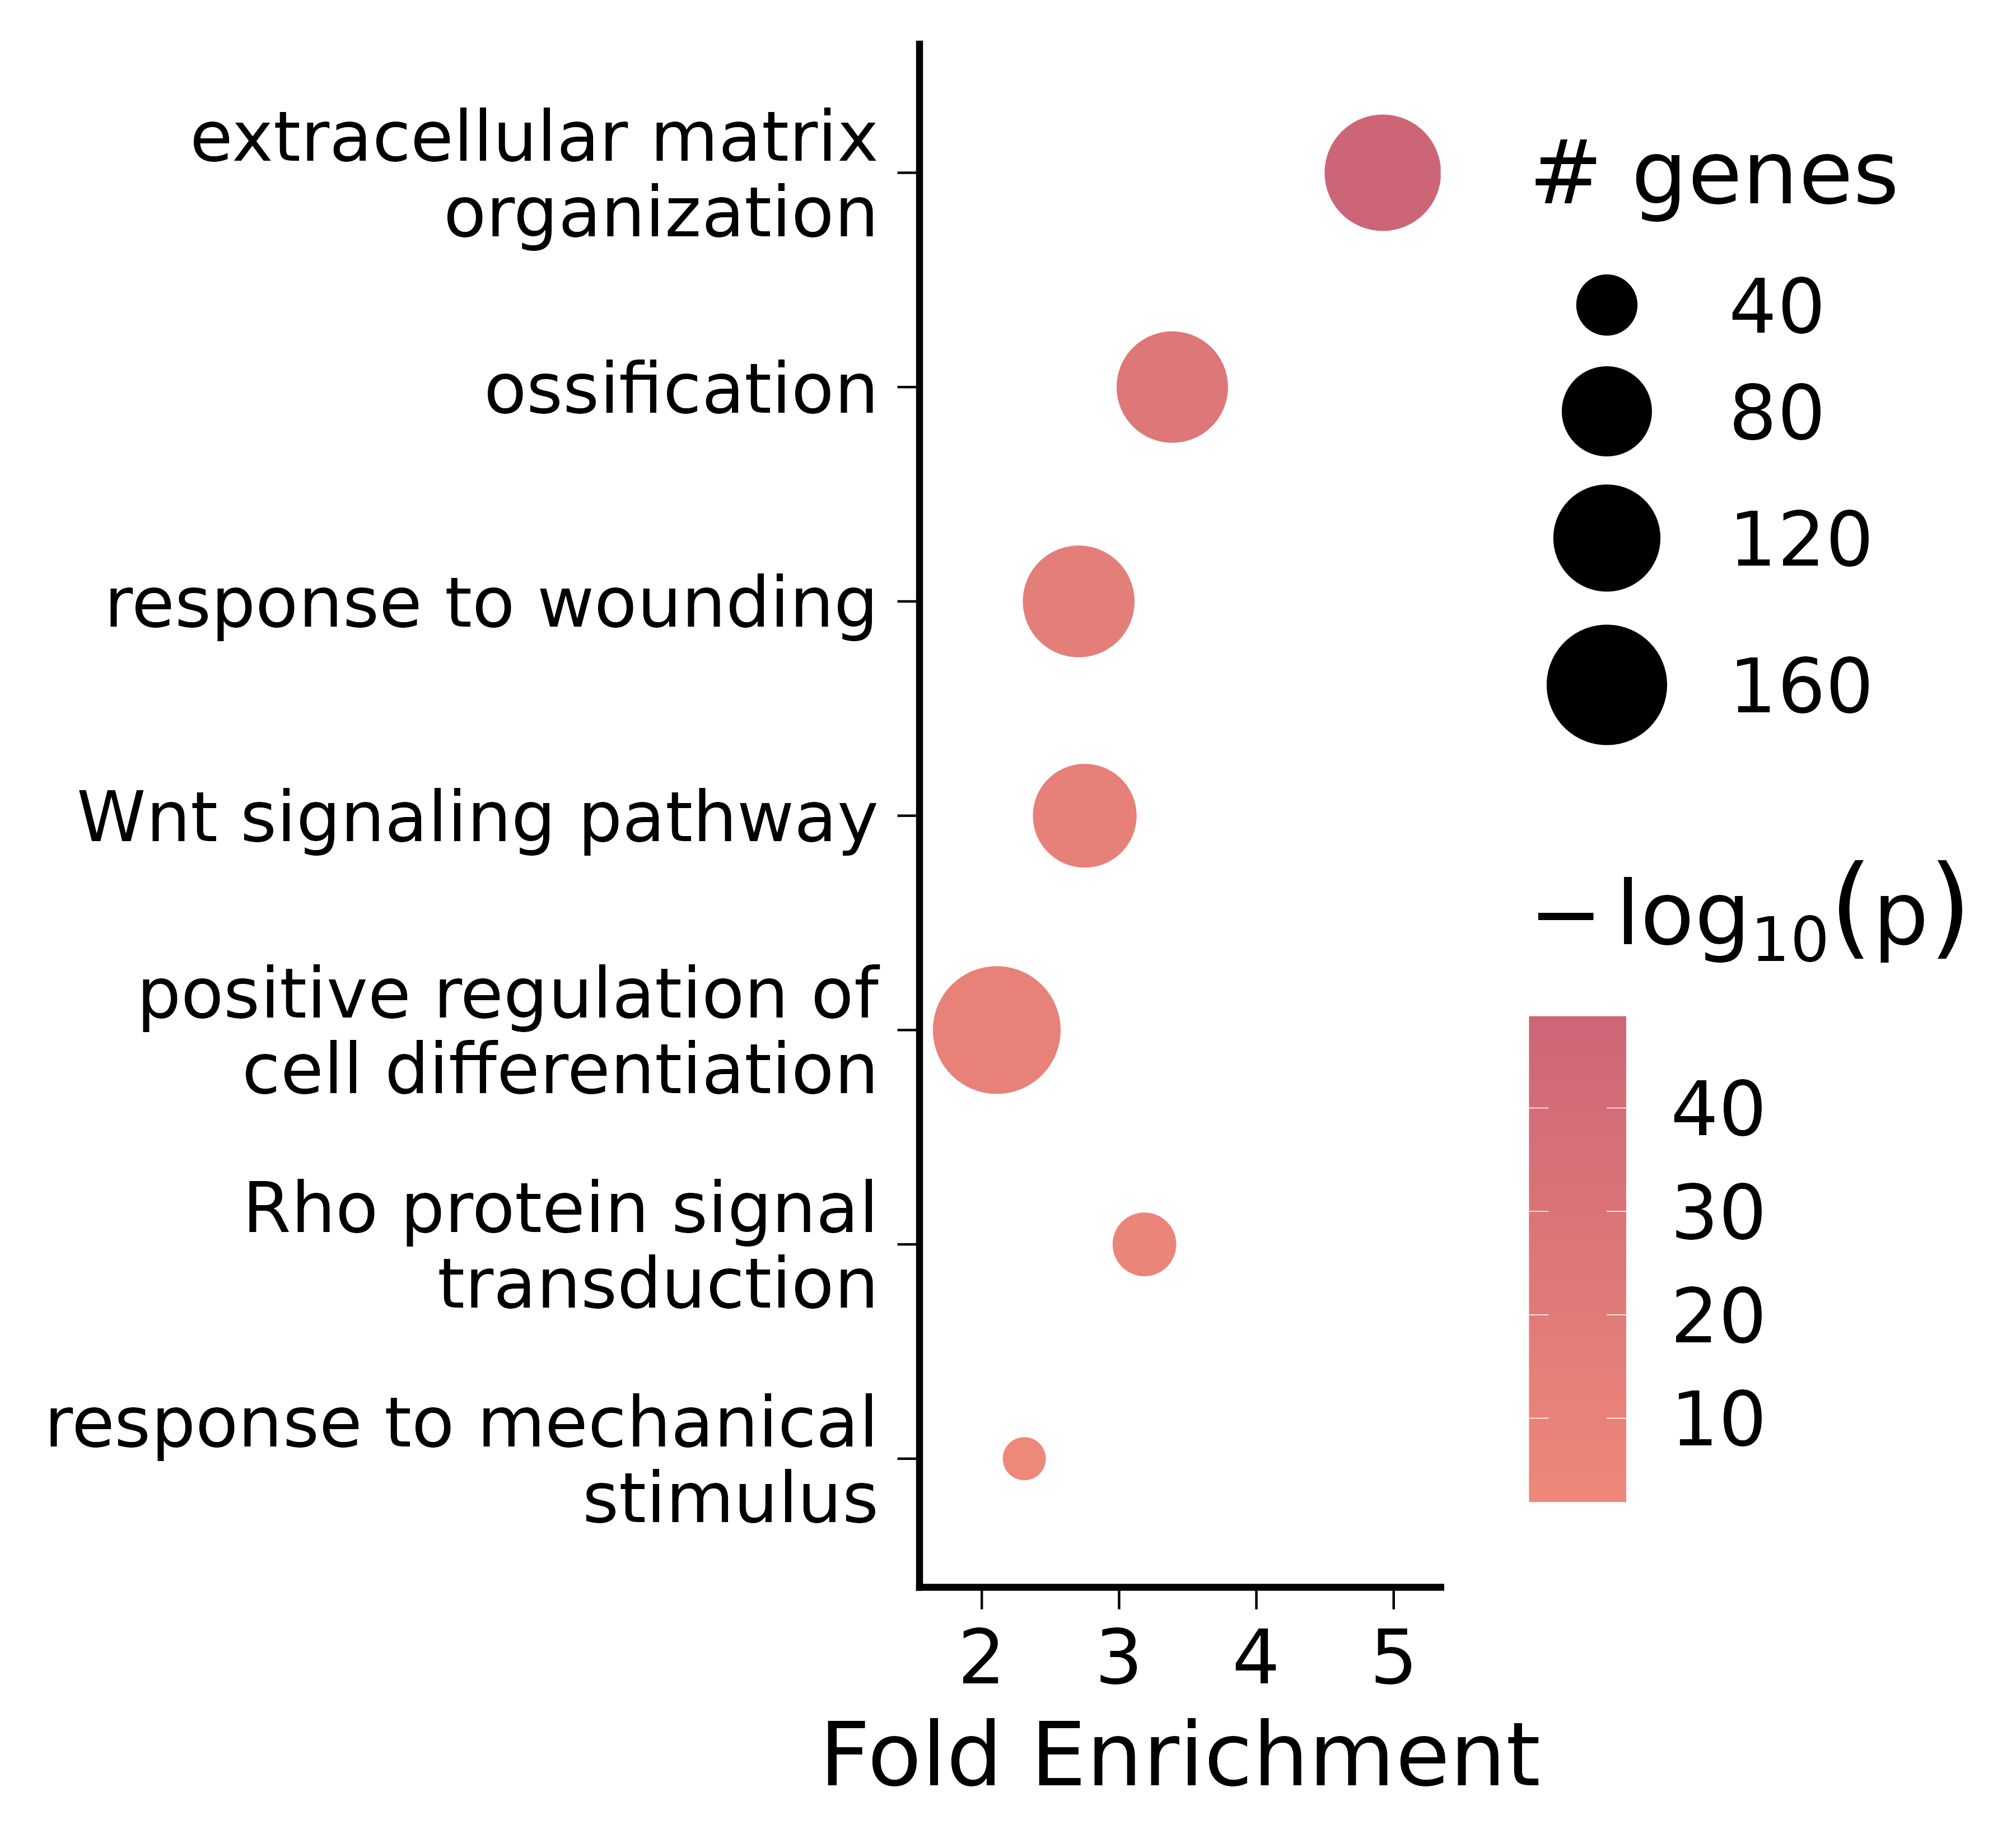 extracellular matrix
organization
ossification
response to wounding
Wnt signaling pathway
positive regulation of
cell differentiation
Rho protein signal
transduction
response to mechanical
stimulus
2 3 4 5
Fold Enrichment
# genes
40
80
120
160
−log₁₀(p)
40
30
20
10